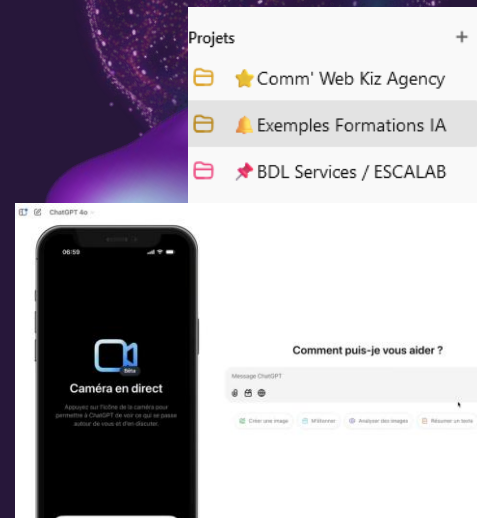 Projets +
⭐ Comm' Web Kiz Agency
🔔 Exemples Formations IA
📌 BDL Services / ESCALAB
ChatGPT 4o
06:59
Bêta
Caméra en direct
Appuyez sur l'icône de la caméra pour
permettre à ChatGPT de voir ce qui se passe
autour de vous et d'en discuter.
Comment puis-je vous aider ?
Message ChatGPT
Créer une image M'étonner Analyser des images Résumer un texte